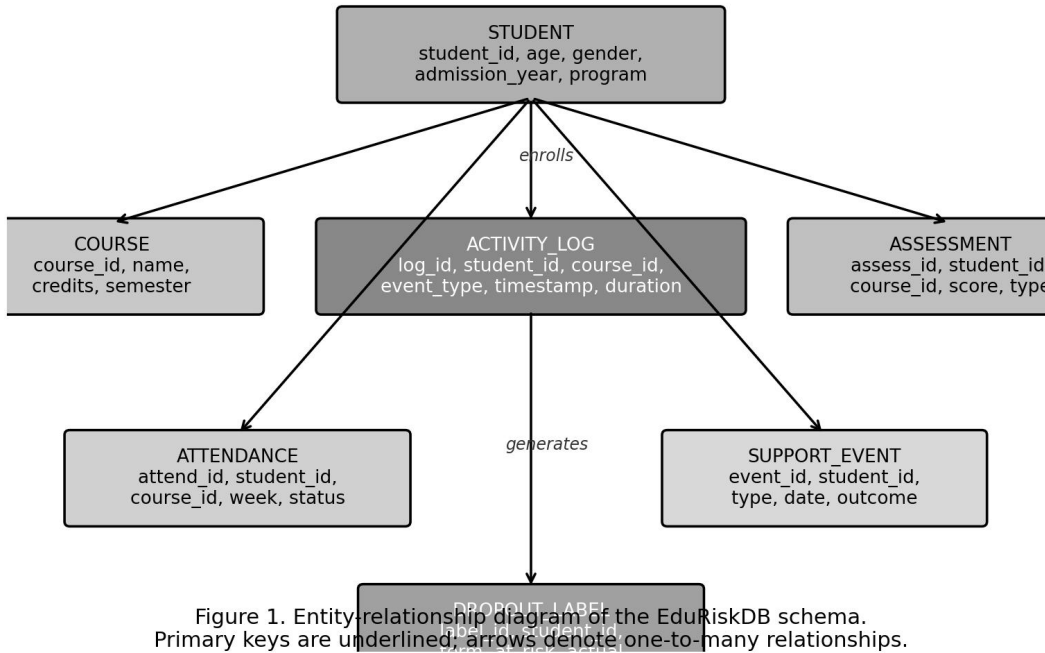 STUDENT
student_id, age, gender,
admission_year, program
enrolls
COURSE
course_id, name,
credits, semester
ACTIVITY_LOG
log_id, student_id, course_id,
event_type, timestamp, duration
ASSESSMENT
assess_id, student_id
course_id, score, type
ATTENDANCE
attend_id, student_id,
course_id, week, status
generates
SUPPORT_EVENT
event_id, student_id,
type, date, outcome
DROPOUT_LABEL
Figure 1. Entity-relationship diagram of the EduRiskDB schema.
label_id, student_id,
Primary keys are underlined; arrows denote one-to-many relationships.